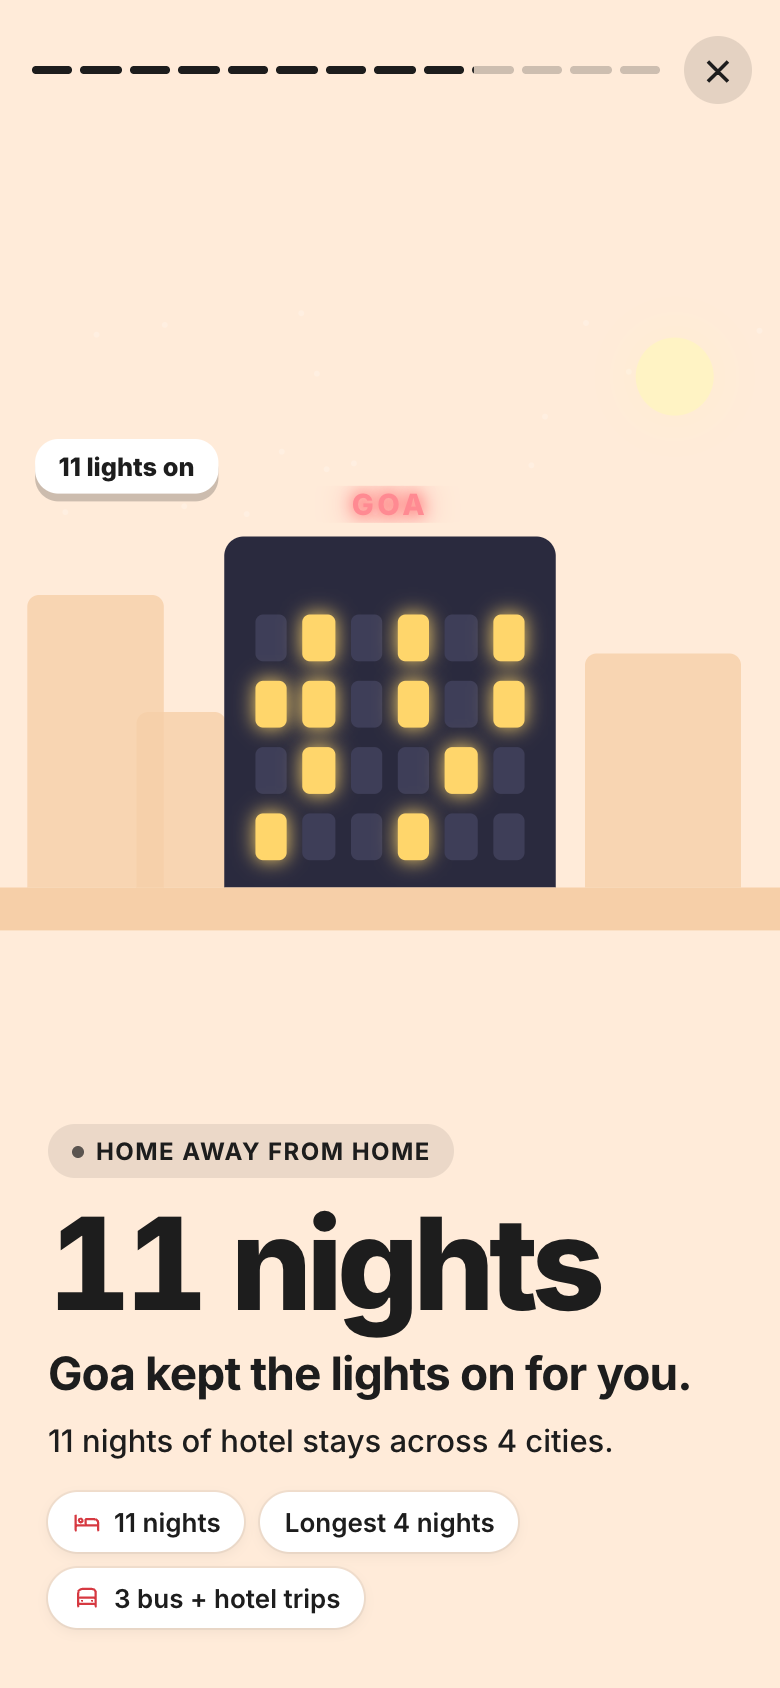 11 lights on
GOA
HOME AWAY FROM HOME
11 nights
Goa kept the lights on for you.
11 nights of hotel stays across 4 cities.
11 nights
Longest 4 nights
3 bus + hotel trips